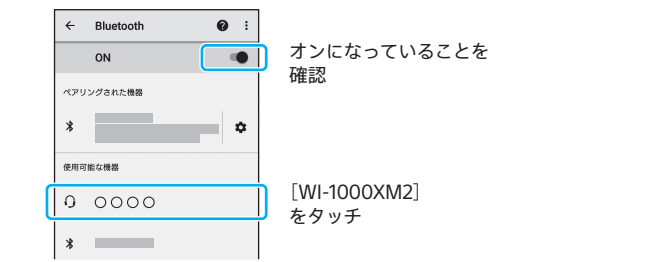 Bluetooth
ON
オンになっていることを
確認
ペアリングされた機器
使用可能な機器
○○○○
[WI-1000XM2]
をタッチ